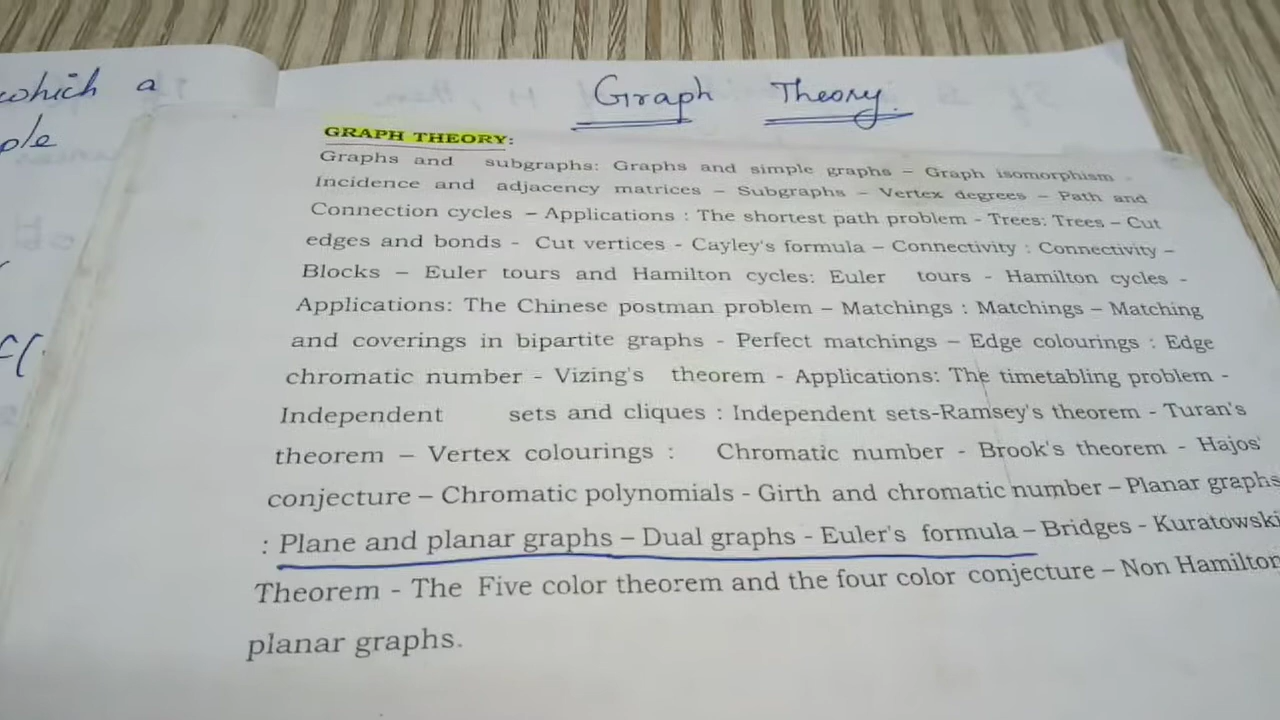 which a
ple
f(
Graph Theory.
GRAPH THEORY:
Graphs and subgraphs: Graphs and simple graphs – Graph isomorphism -
Incidence and adjacency matrices – Subgraphs – Vertex degrees – Path and
Connection cycles – Applications : The shortest path problem - Trees: Trees – Cut
edges and bonds - Cut vertices - Cayley's formula – Connectivity : Connectivity –
Blocks – Euler tours and Hamilton cycles: Euler tours - Hamilton cycles -
Applications: The Chinese postman problem – Matchings : Matchings – Matching
and coverings in bipartite graphs - Perfect matchings – Edge colourings : Edge
chromatic number - Vizing's theorem - Applications: The timetabling problem -
Independent sets and cliques : Independent sets-Ramsey's theorem - Turan's
theorem – Vertex colourings : Chromatic number - Brook's theorem - Hajos'
conjecture – Chromatic polynomials - Girth and chromatic number – Planar graphs
: Plane and planar graphs – Dual graphs - Euler's formula – Bridges - Kuratowski
Theorem - The Five color theorem and the four color conjecture – Non Hamilton
planar graphs.